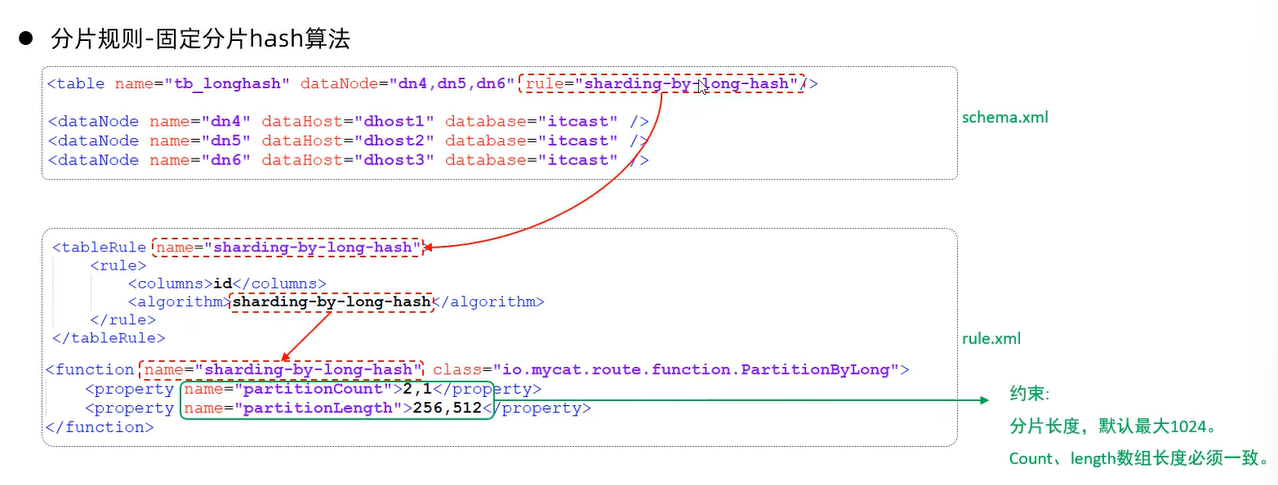 ● 分片规则-固定分片hash算法
<table name="tb_longhash" dataNode="dn4,dn5,dn6" rule="sharding-by-long-hash"/>
<dataNode name="dn4" dataHost="dhost1" database="itcast" />
<dataNode name="dn5" dataHost="dhost2" database="itcast" />
<dataNode name="dn6" dataHost="dhost3" database="itcast" />
schema.xml
<tableRule name="sharding-by-long-hash">
<rule>
<columns>id</columns>
<algorithm>sharding-by-long-hash</algorithm>
</rule>
</tableRule>
<function name="sharding-by-long-hash" class="io.mycat.route.function.PartitionByLong">
<property name="partitionCount">2,1</property>
<property name="partitionLength">256,512</property>
</function>
rule.xml
约束:
分片长度，默认最大1024。
Count、length数组长度必须一致。